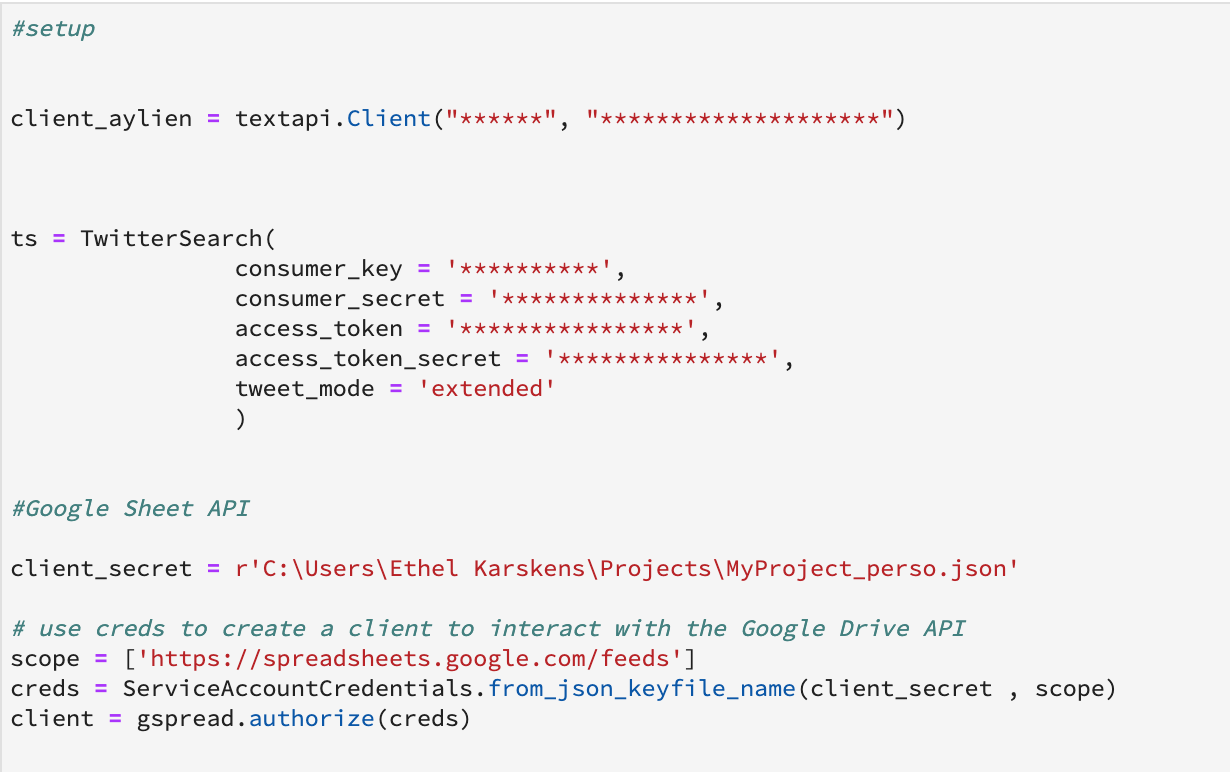 #setup
client_aylien = textapi.Client("******", "********************")
ts = TwitterSearch(
consumer_key = '**********',
consumer_secret = '**************',
access_token = '****************',
access_token_secret = '***************',
tweet_mode = 'extended'
)
#Google Sheet API
client_secret = r'C:\Users\Ethel Karskens\Projects\MyProject_perso.json'
# use creds to create a client to interact with the Google Drive API
scope = ['https://spreadsheets.google.com/feeds']
creds = ServiceAccountCredentials.from_json_keyfile_name(client_secret , scope)
client = gspread.authorize(creds)